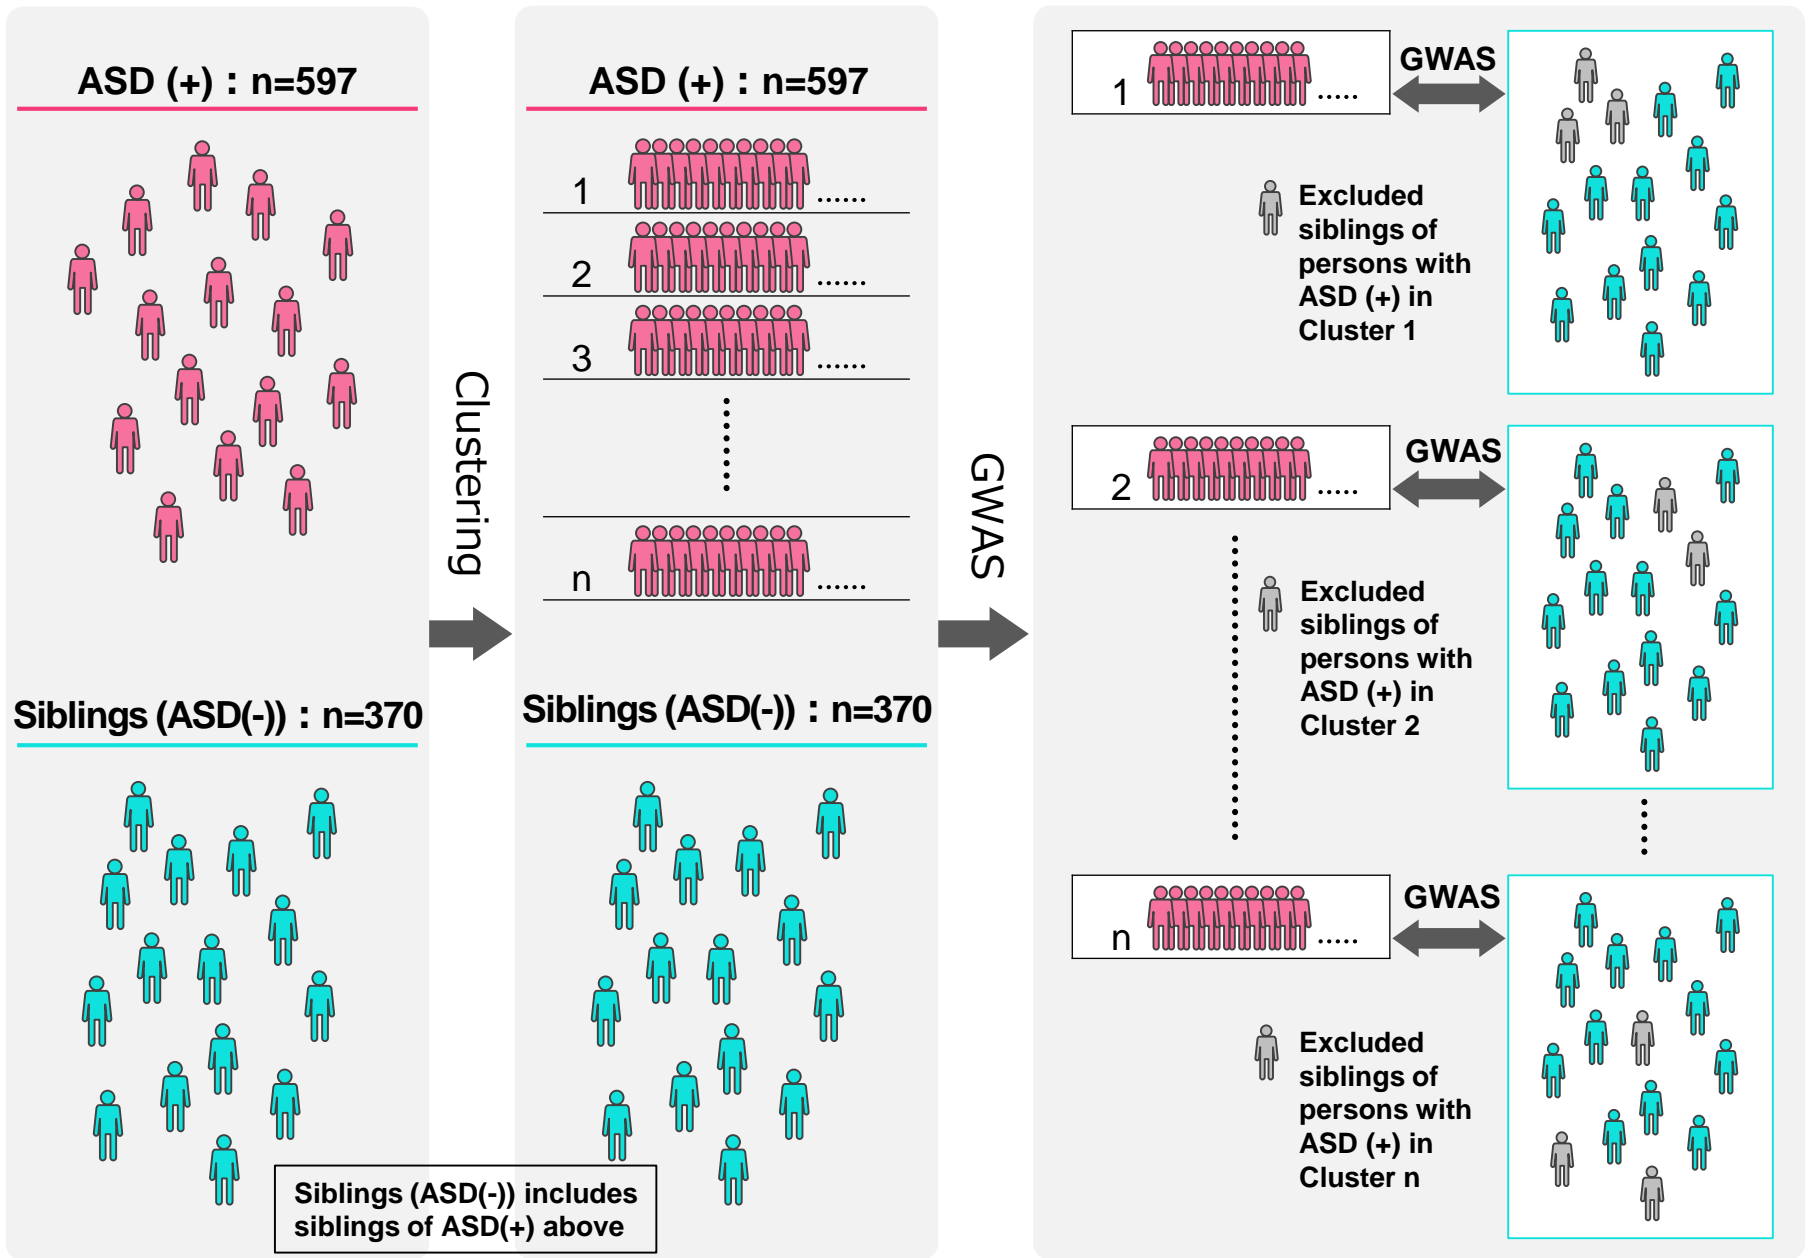 ASD (+) : n=597
Siblings (ASD(-)) : n=370
Clustering
ASD (+) : n=597
1 ......
2 ......
3 ......
n ......
Siblings (ASD(-)) : n=370
Siblings (ASD(-)) includes
siblings of ASD(+) above
GWAS
1 .....
GWAS
Excluded
siblings of
persons with
ASD (+) in
Cluster 1
2 .....
GWAS
Excluded
siblings of
persons with
ASD (+) in
Cluster 2
n .....
GWAS
Excluded
siblings of
persons with
ASD (+) in
Cluster n